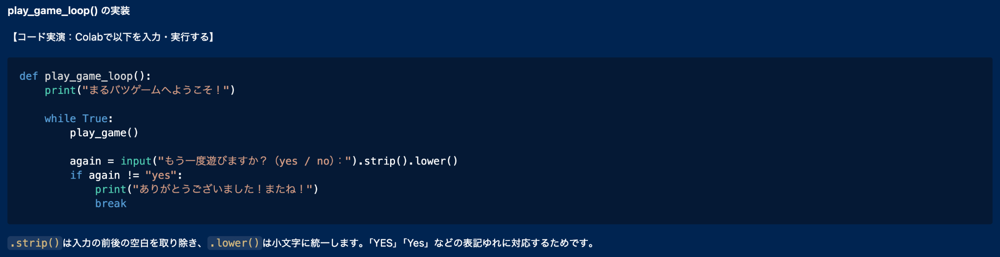 play_game_loop() の実装
【コード実演：Colabで以下を入力・実行する】
def play_game_loop():
    print("まるバツゲームへようこそ！")
    while True:
        play_game()
        again = input("もう一度遊びますか？（yes / no）：").strip().lower()
        if again != "yes":
            print("ありがとうございました！またね！")
            break
.strip()は入力の前後の空白を取り除き、.lower()は小文字に統一します。「YES」「Yes」などの表記ゆれに対応するためです。